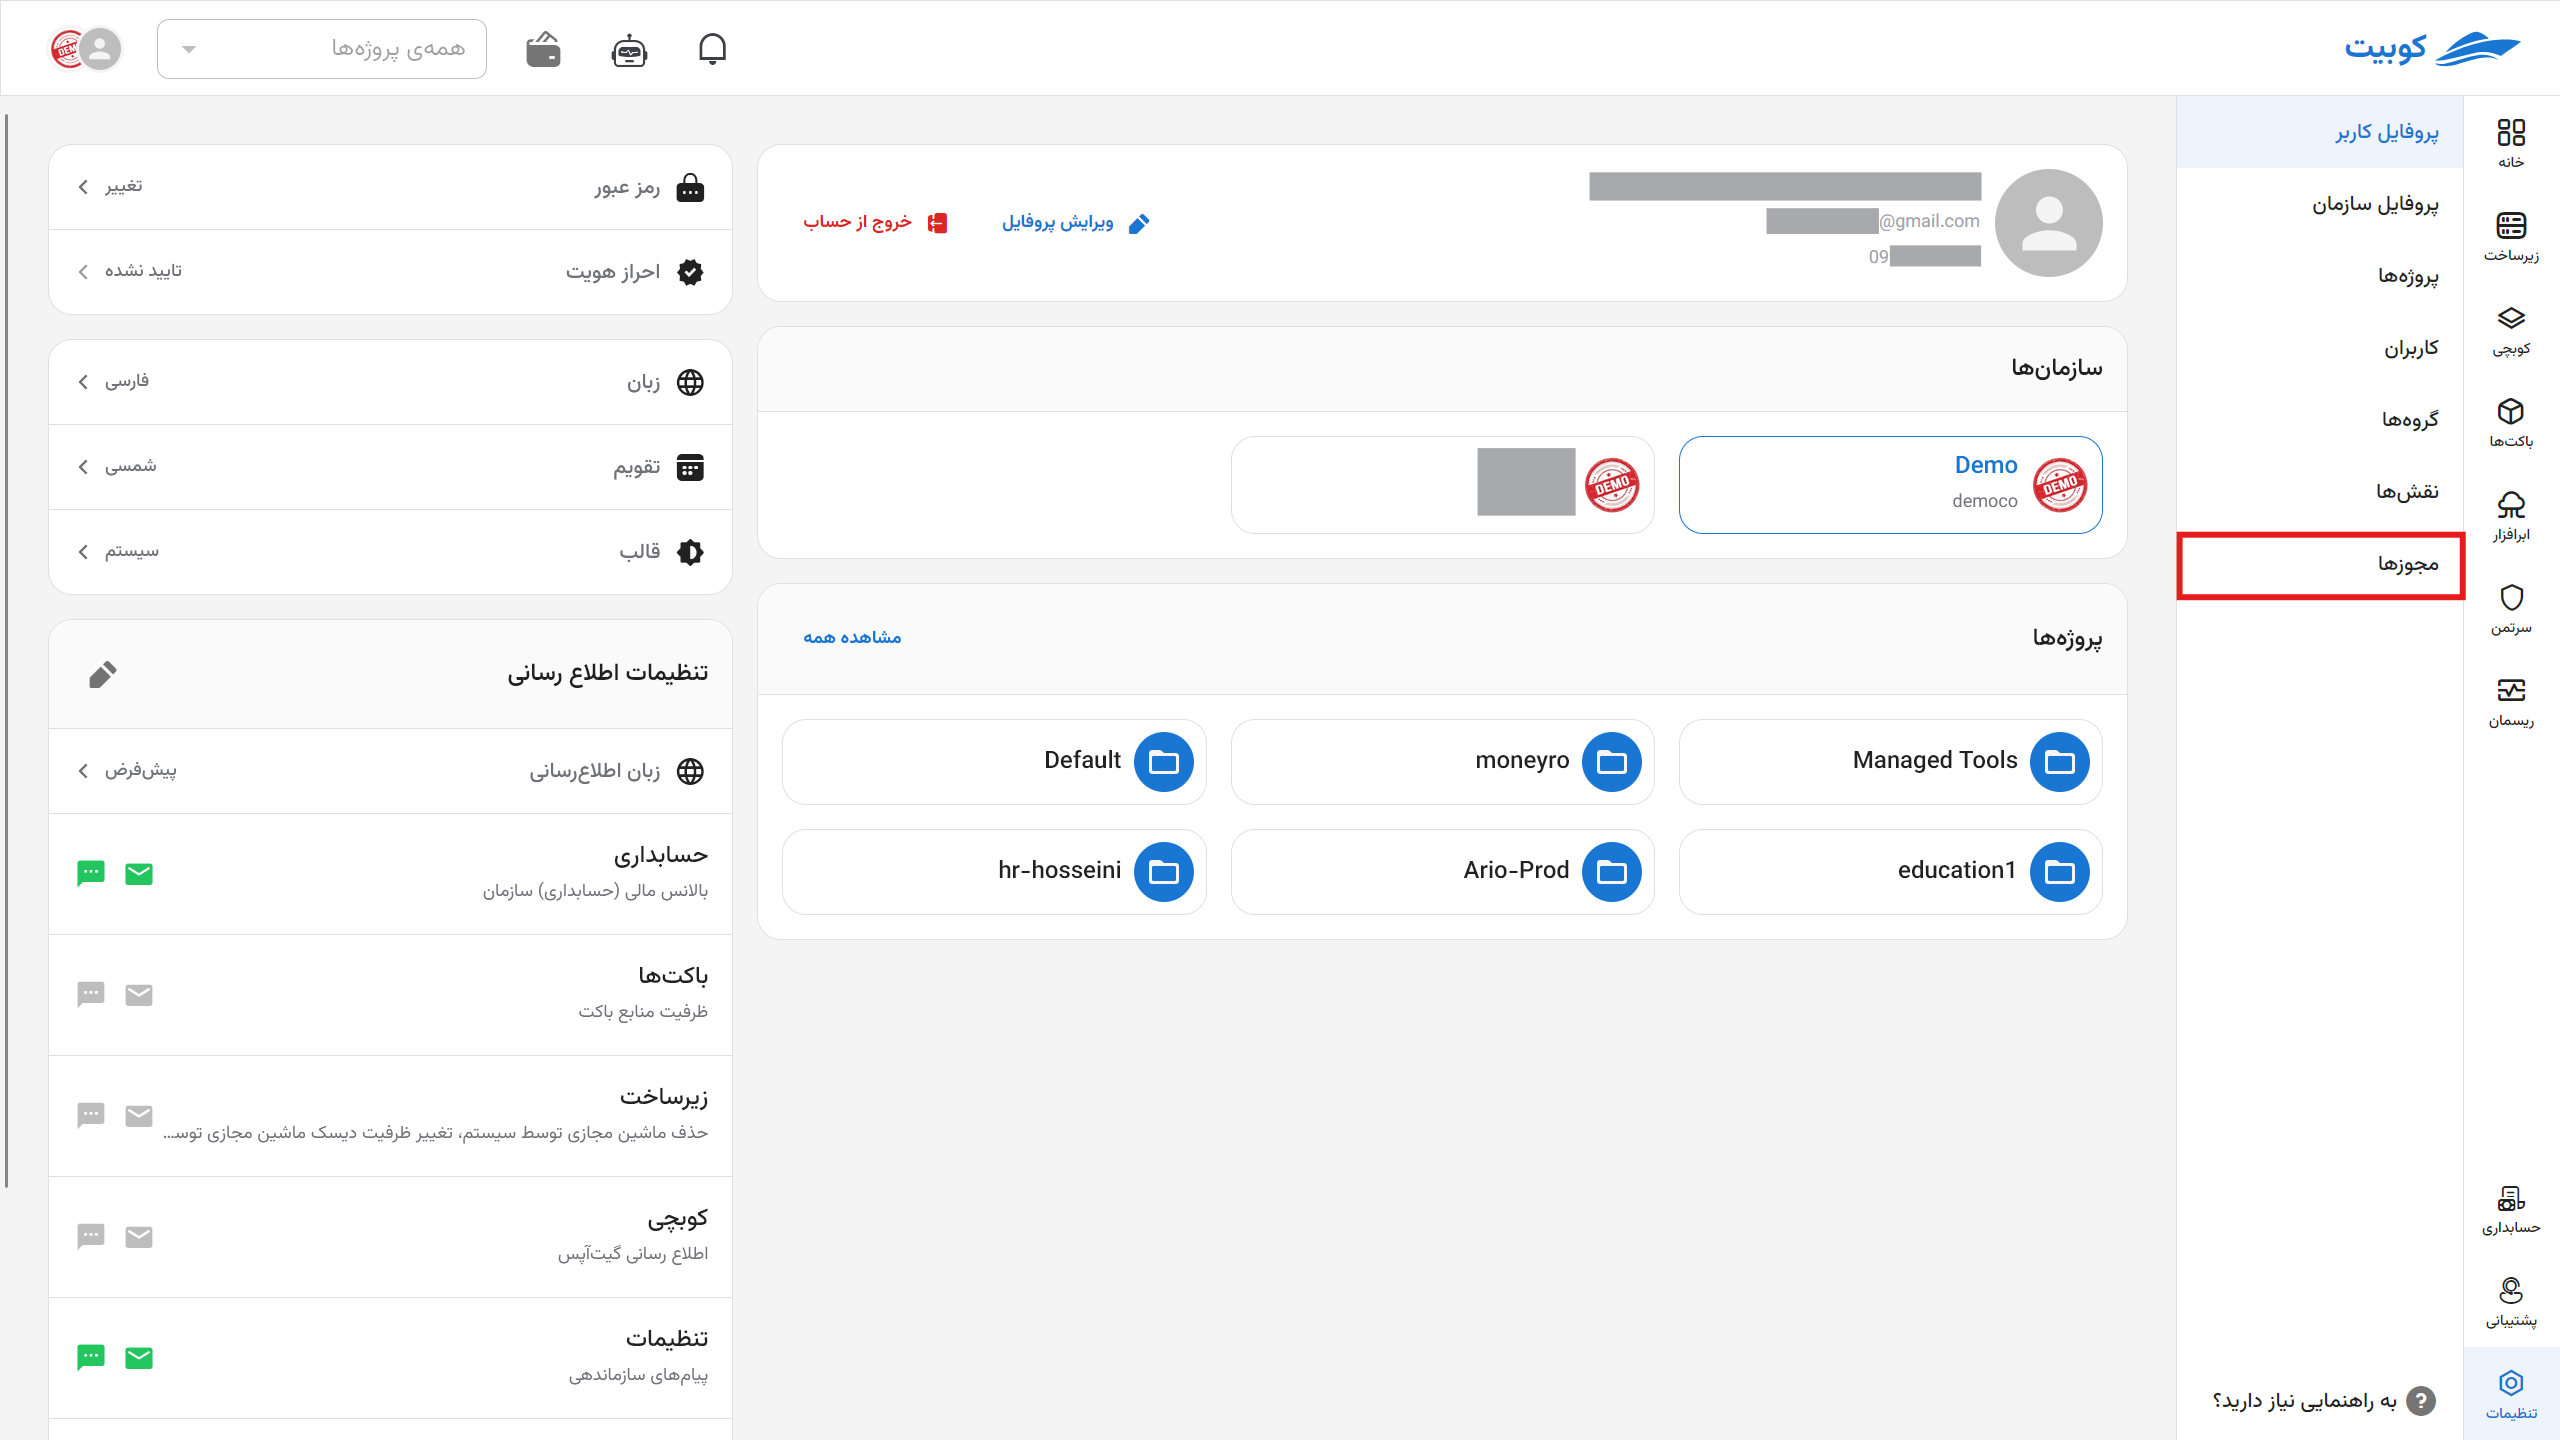 کوبیت
همه‌ی پروژه‌ها
DEMO
خانه
زیرساخت
کوبچی
باکت‌ها
ابرافزار
سرتمن
ریسمان
حسابداری
پشتیبانی
تنظیمات
پروفایل کاربر
پروفایل سازمان
پروژه‌ها
کاربران
گروه‌ها
نقش‌ها
مجوزها
به راهنمایی نیاز دارید؟
@gmail.com
09
ویرایش پروفایل
خروج از حساب
سازمان‌ها
DEMO
Demo
democo
DEMO
پروژه‌ها
مشاهده همه
Managed Tools
moneyro
Default
education1
Ario-Prod
hr-hosseini
رمز عبور
تغییر
احراز هویت
تایید نشده
زبان
فارسی
تقویم
شمسی
قالب
سیستم
تنظیمات اطلاع رسانی
زبان اطلاع‌رسانی
پیش‌فرض
حسابداری
بالانس مالی (حسابداری) سازمان
باکت‌ها
ظرفیت منابع باکت
زیرساخت
حذف ماشین مجازی توسط سیستم، تغییر ظرفیت دیسک ماشین مجازی توس...
کوبچی
اطلاع رسانی گیت‌آپس
تنظیمات
پیام‌های سازماندهی